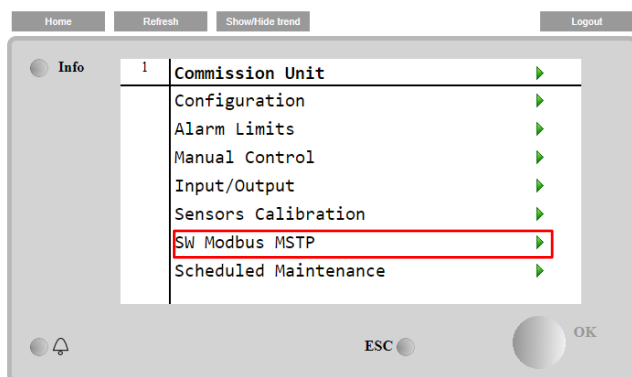 Home Refresh Show/Hide trend Logout
Info 1 Commission Unit
Configuration
Alarm Limits
Manual Control
Input/Output
Sensors Calibration
SW Modbus MSTP
Scheduled Maintenance
ESC OK